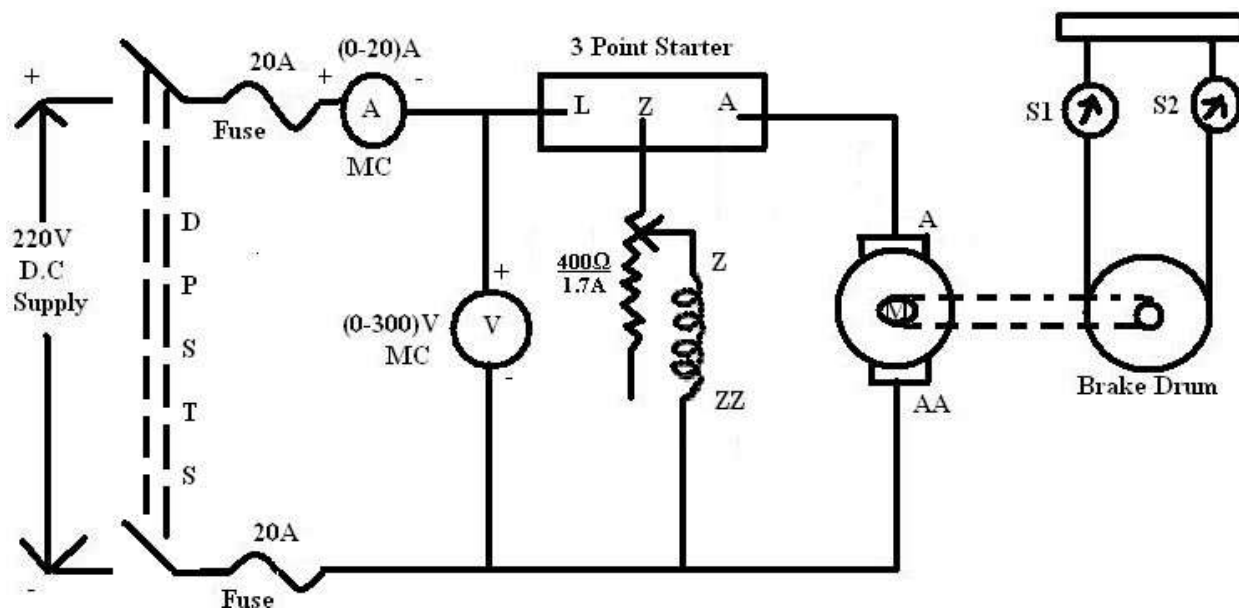 +
220V
D.C
Supply
-
D
P
S
T
S
20A
Fuse
20A
Fuse
+
(0-20)A
-
A
MC
3 Point Starter
L
Z
A
+
(0-300)V
MC
V
-
400Ω
1.7A
Z
ZZ
A
M
AA
S1
S2
Brake Drum